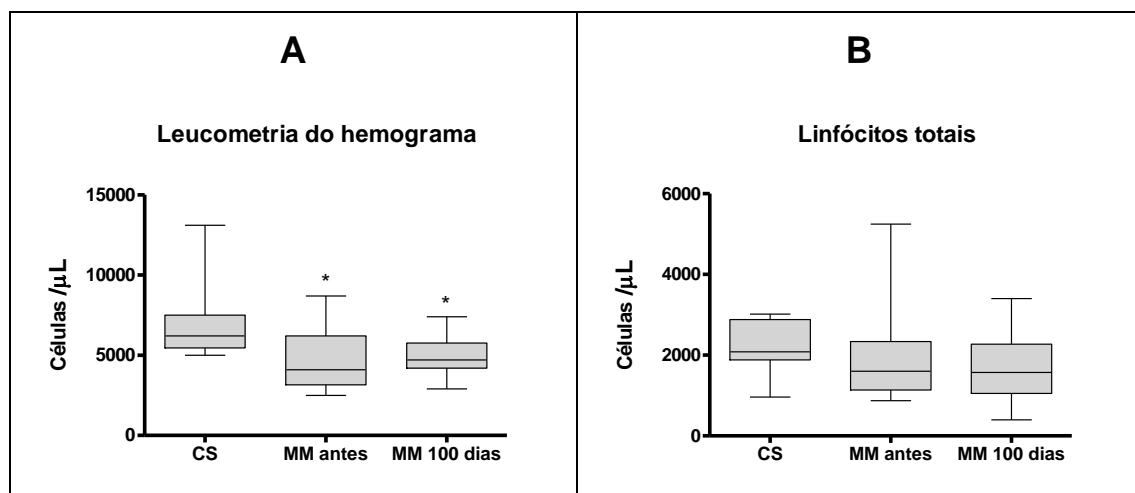 A
Leucometria do hemograma
Células /μL
15000
10000
5000
0
*
*
CS
MM antes
MM 100 dias
B
Linfócitos totais
Células /μL
6000
4000
2000
0
CS
MM antes
MM 100 dias